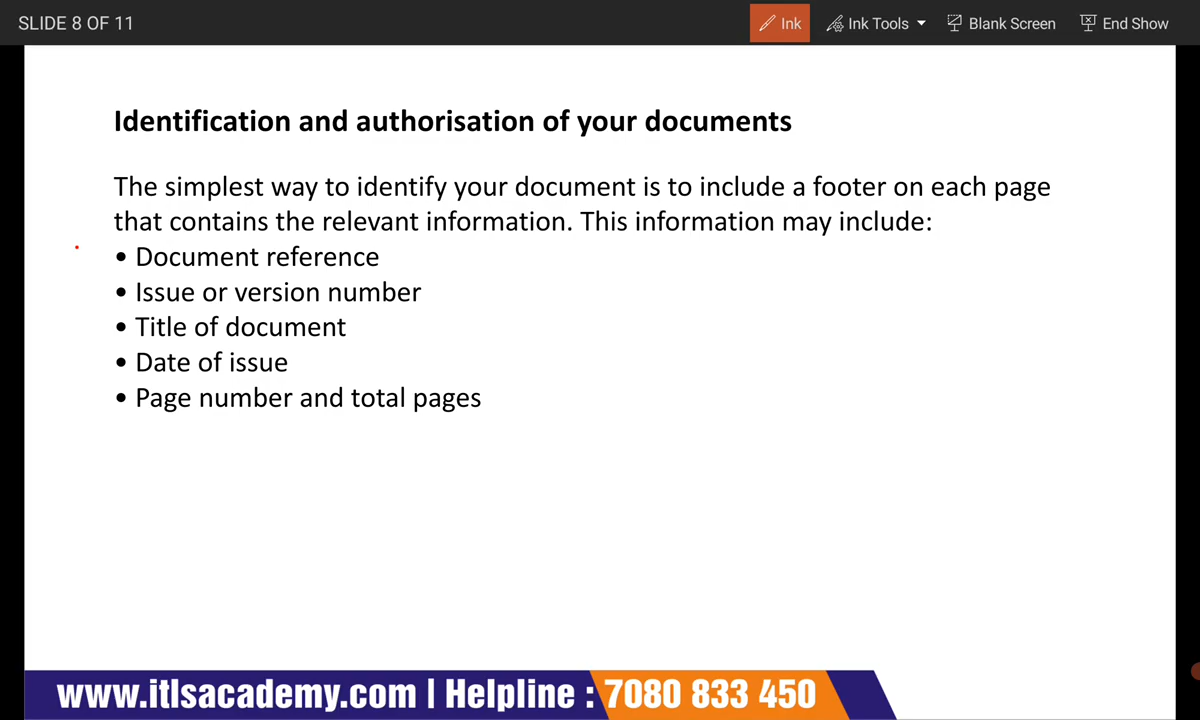 SLIDE 8 OF 11 Ink Ink Tools Blank Screen End Show
Identification and authorisation of your documents
The simplest way to identify your document is to include a footer on each page
that contains the relevant information. This information may include:
• Document reference
• Issue or version number
• Title of document
• Date of issue
• Page number and total pages
www.itlsacademy.com | Helpline : 7080 833 450